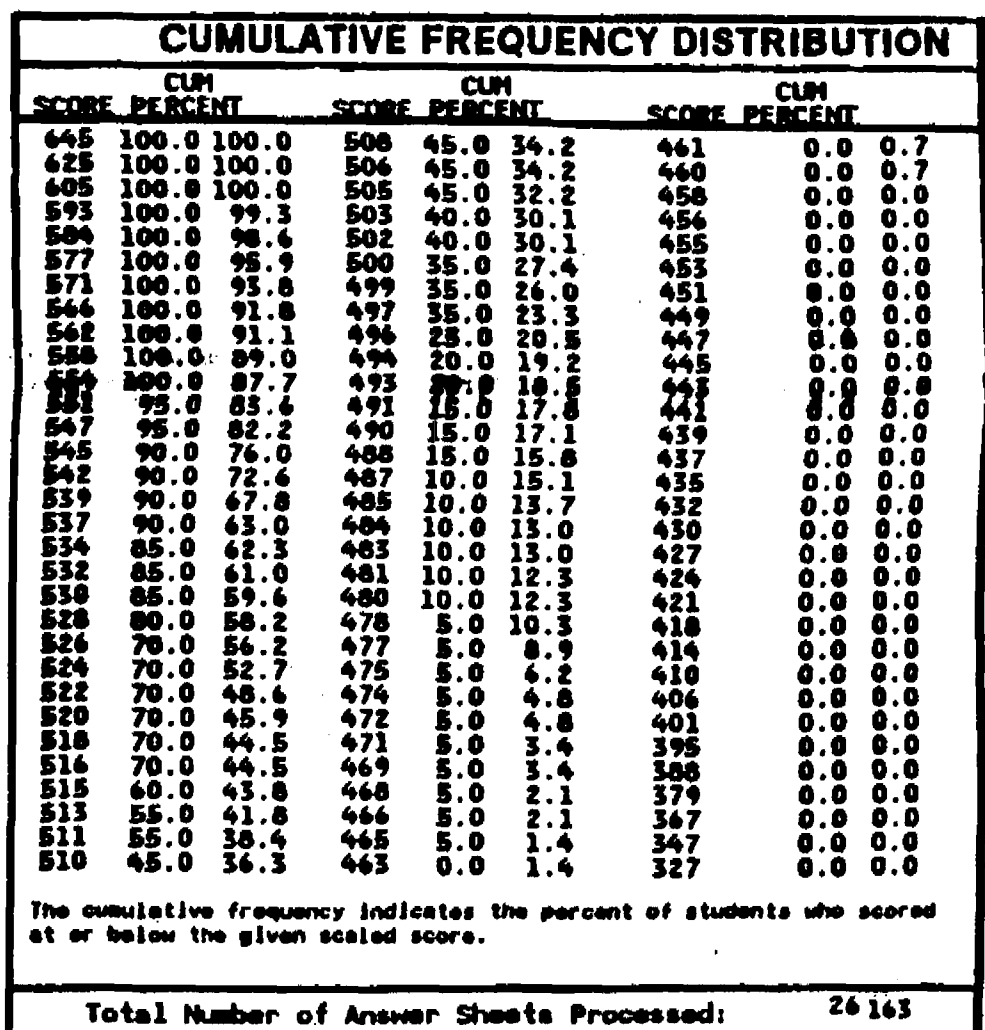 CUMULATIVE FREQUENCY DISTRIBUTION
CUM CUM CUM
SCORE PERCENT SCORE PERCENT SCORE PERCENT
645 100.0 100.0 508 45.0 34.2 461 0.0 0.7
625 100.0 100.0 506 45.0 34.2 460 0.0 0.7
605 100.0 100.0 505 45.0 32.2 458 0.0 0.0
593 100.0 99.3 503 40.0 30.1 456 0.0 0.0
584 100.0 98.6 502 40.0 30.1 455 0.0 0.0
577 100.0 95.9 500 35.0 27.4 453 0.0 0.0
571 100.0 93.8 499 35.0 26.0 451 0.0 0.0
566 100.0 91.8 497 35.0 23.3 449 0.0 0.0
562 100.0 91.1 496 25.0 20.5 447 0.0 0.0
558 100.0 89.0 494 20.0 19.2 445 0.0 0.0
554 100.0 87.7 493 18.5 443 0.0 0.0
551 95.0 83.6 491 15.0 17.8 441 0.0 0.0
547 95.0 82.2 490 15.0 17.1 439 0.0 0.0
545 90.0 76.0 488 15.0 15.8 437 0.0 0.0
542 90.0 72.6 487 10.0 15.1 435 0.0 0.0
539 90.0 67.8 485 10.0 13.7 432 0.0 0.0
537 90.0 63.0 484 10.0 13.0 430 0.0 0.0
534 85.0 62.3 483 10.0 13.0 427 0.0 0.0
532 85.0 61.0 481 10.0 12.3 424 0.0 0.0
530 85.0 59.6 480 10.0 12.3 421 0.0 0.0
528 80.0 58.2 478 5.0 10.3 418 0.0 0.0
526 70.0 56.2 477 5.0 8.9 414 0.0 0.0
524 70.0 52.7 475 5.0 6.2 410 0.0 0.0
522 70.0 48.6 474 5.0 4.8 406 0.0 0.0
520 70.0 45.9 472 5.0 4.8 401 0.0 0.0
518 70.0 44.5 471 5.0 3.4 395 0.0 0.0
516 70.0 44.5 469 5.0 3.4 388 0.0 0.0
515 60.0 43.8 468 5.0 2.1 379 0.0 0.0
513 55.0 41.8 466 5.0 2.1 367 0.0 0.0
511 55.0 38.4 465 5.0 1.4 347 0.0 0.0
510 45.0 36.3 463 0.0 1.4 327 0.0 0.0
The cumulative frequency indicates the percent of students who scored
at or below the given scaled score.
Total Number of Answer Sheets Processed: 26 163